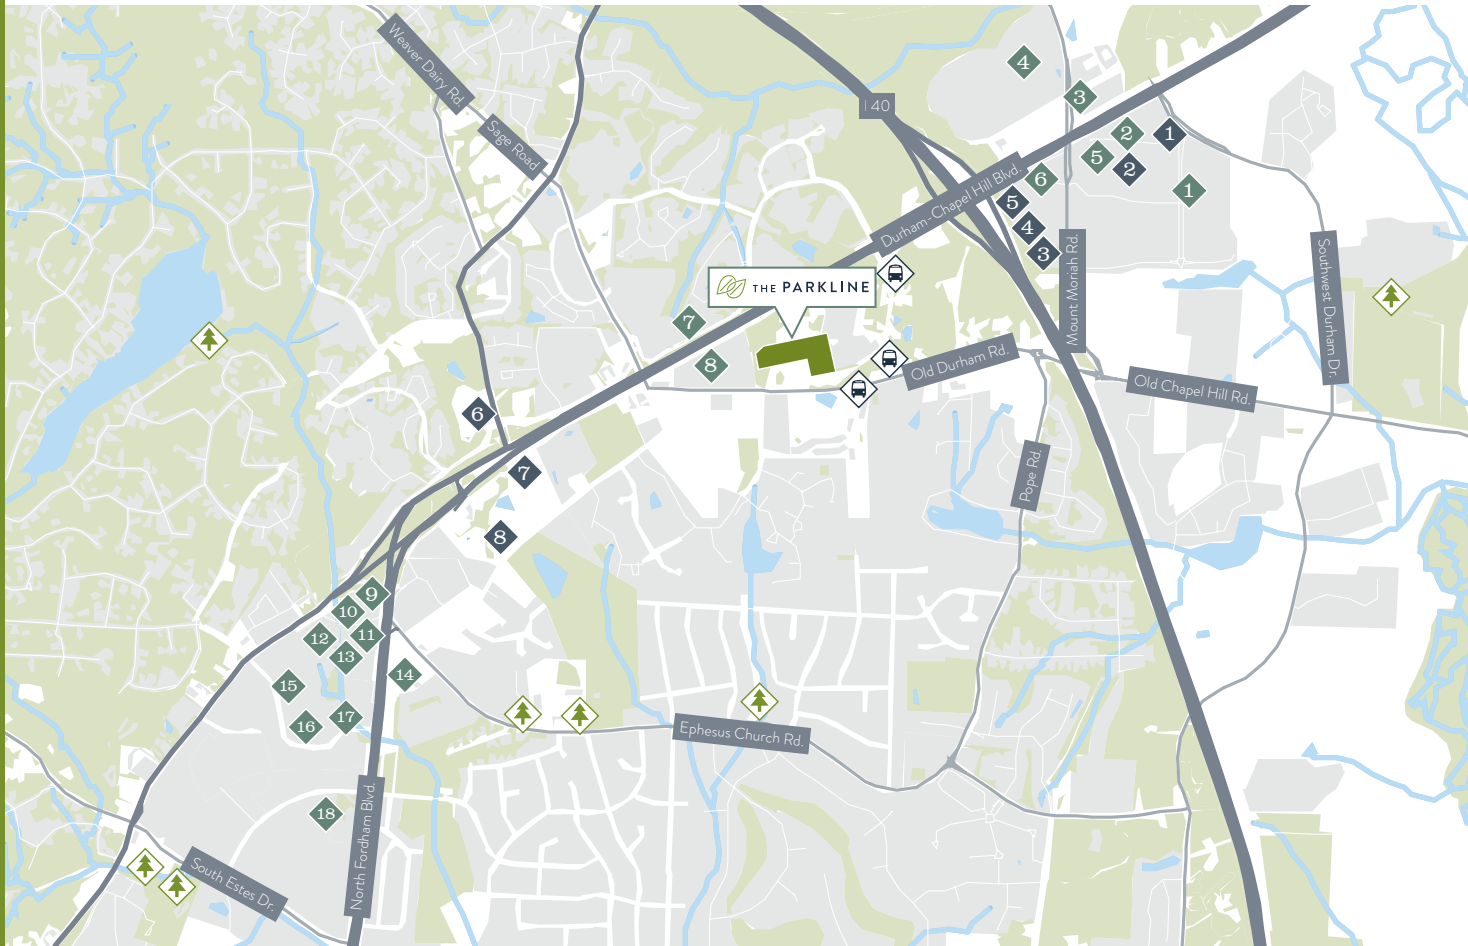 Weaver Dairy Rd.
Sage Road
I 40
4
3
2
1
5
2
6
1
5
4
3
Durham-Chapel Hill Blvd.
Mount Moriah Rd.
Southwest Durham Dr.
THE PARKLINE
7
8
Old Durham Rd.
Old Chapel Hill Rd.
6
7
8
Pope Rd.
9
10
11
12
13
14
15
16
17
18
Ephesus Church Rd.
North Fordham Blvd.
South Estes Dr.